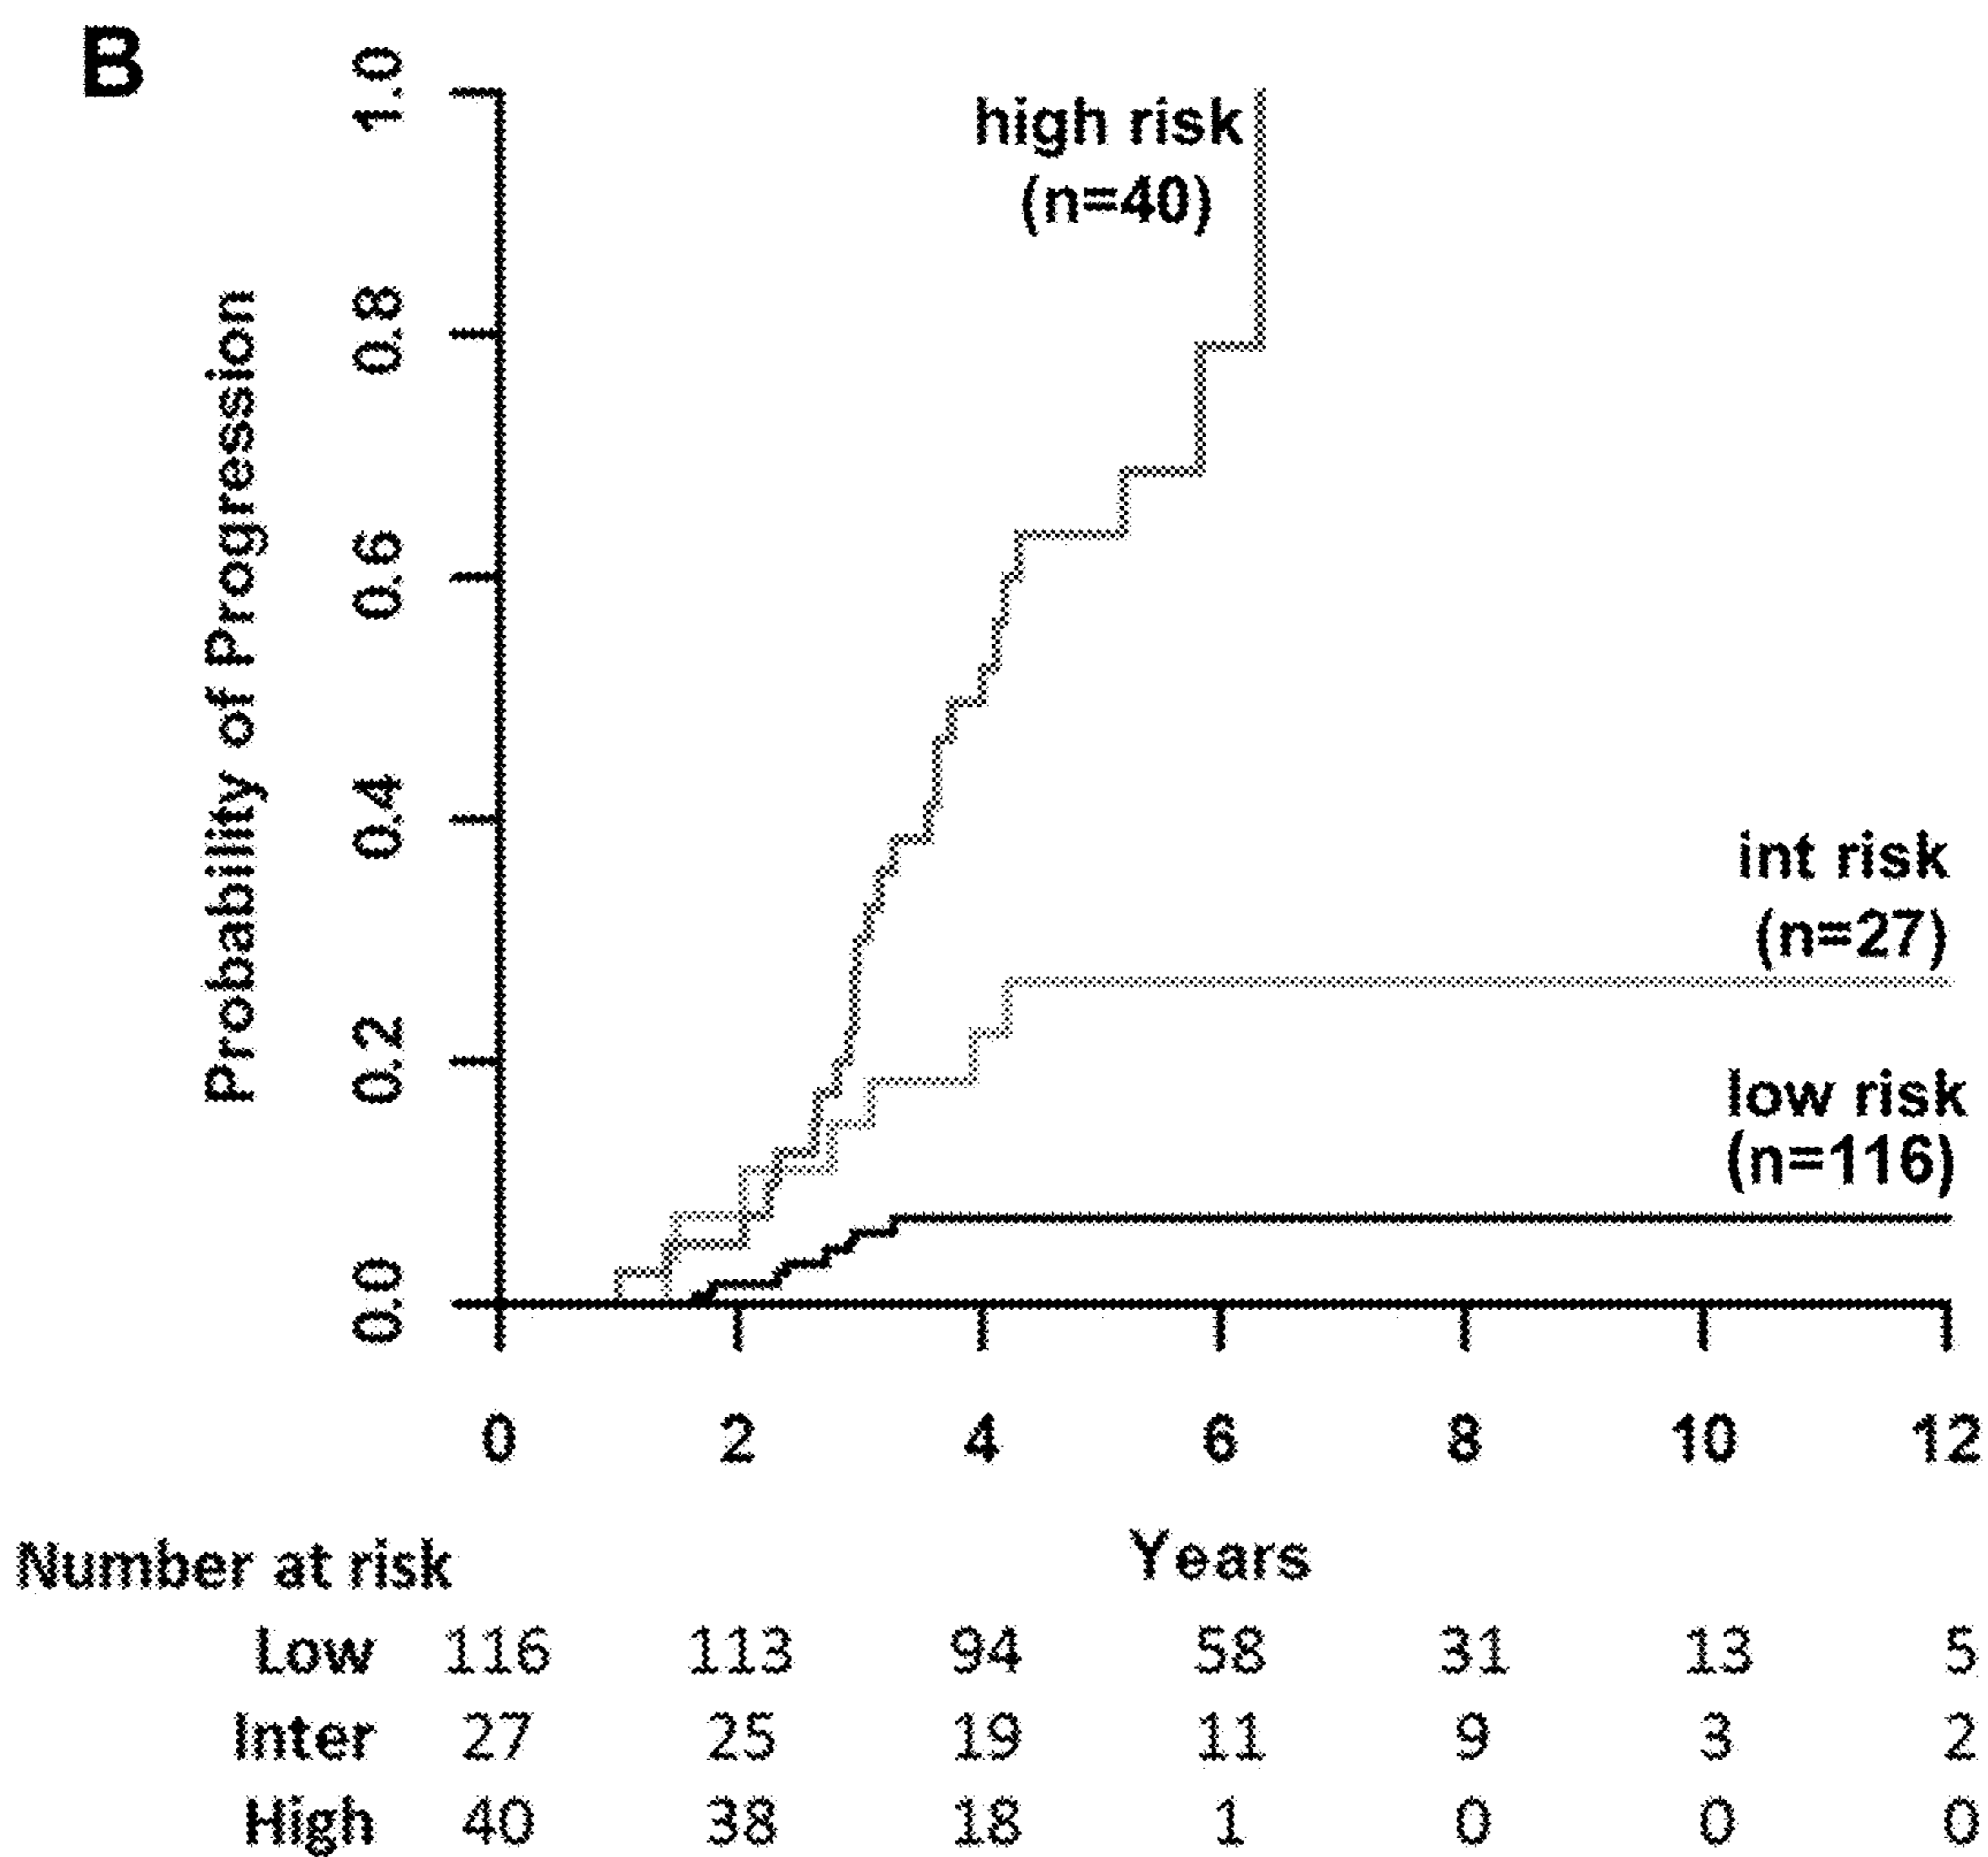 B
Probability of Progression
1.0
0.8
0.6
0.4
0.2
0.0
high risk
(n=40)
int risk
(n=27)
low risk
(n=116)
0 2 4 6 8 10 12
Years
Number at risk
Low 116 113 94 58 31 13 5
Inter 27 25 19 11 9 3 2
High 40 38 18 1 0 0 0